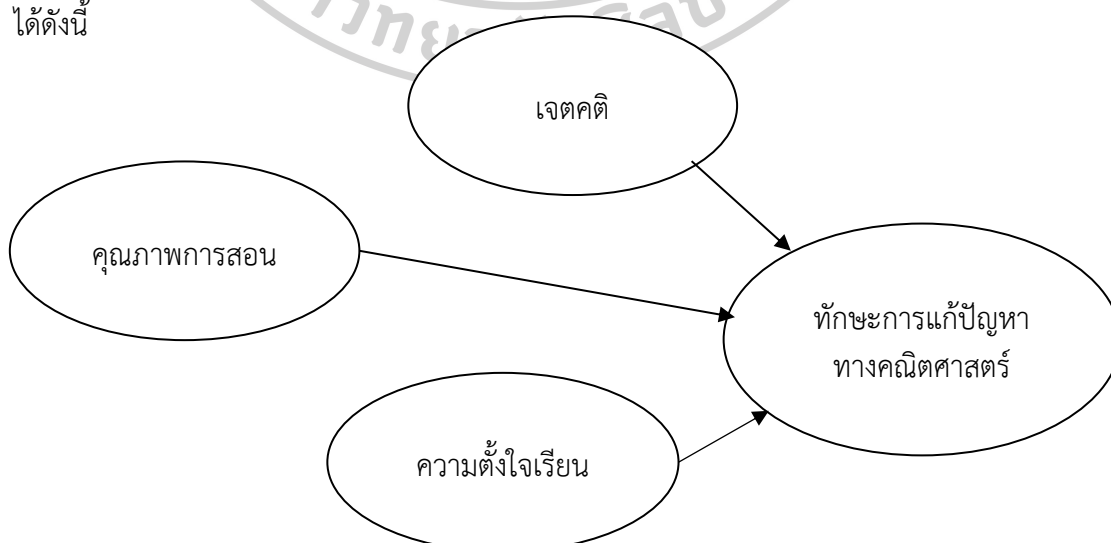 ได้ดังนี้
เจตคติ
คุณภาพการสอน
ทักษะการแก้ปัญหา
ทางคณิตศาสตร์
ความตั้งใจเรียน